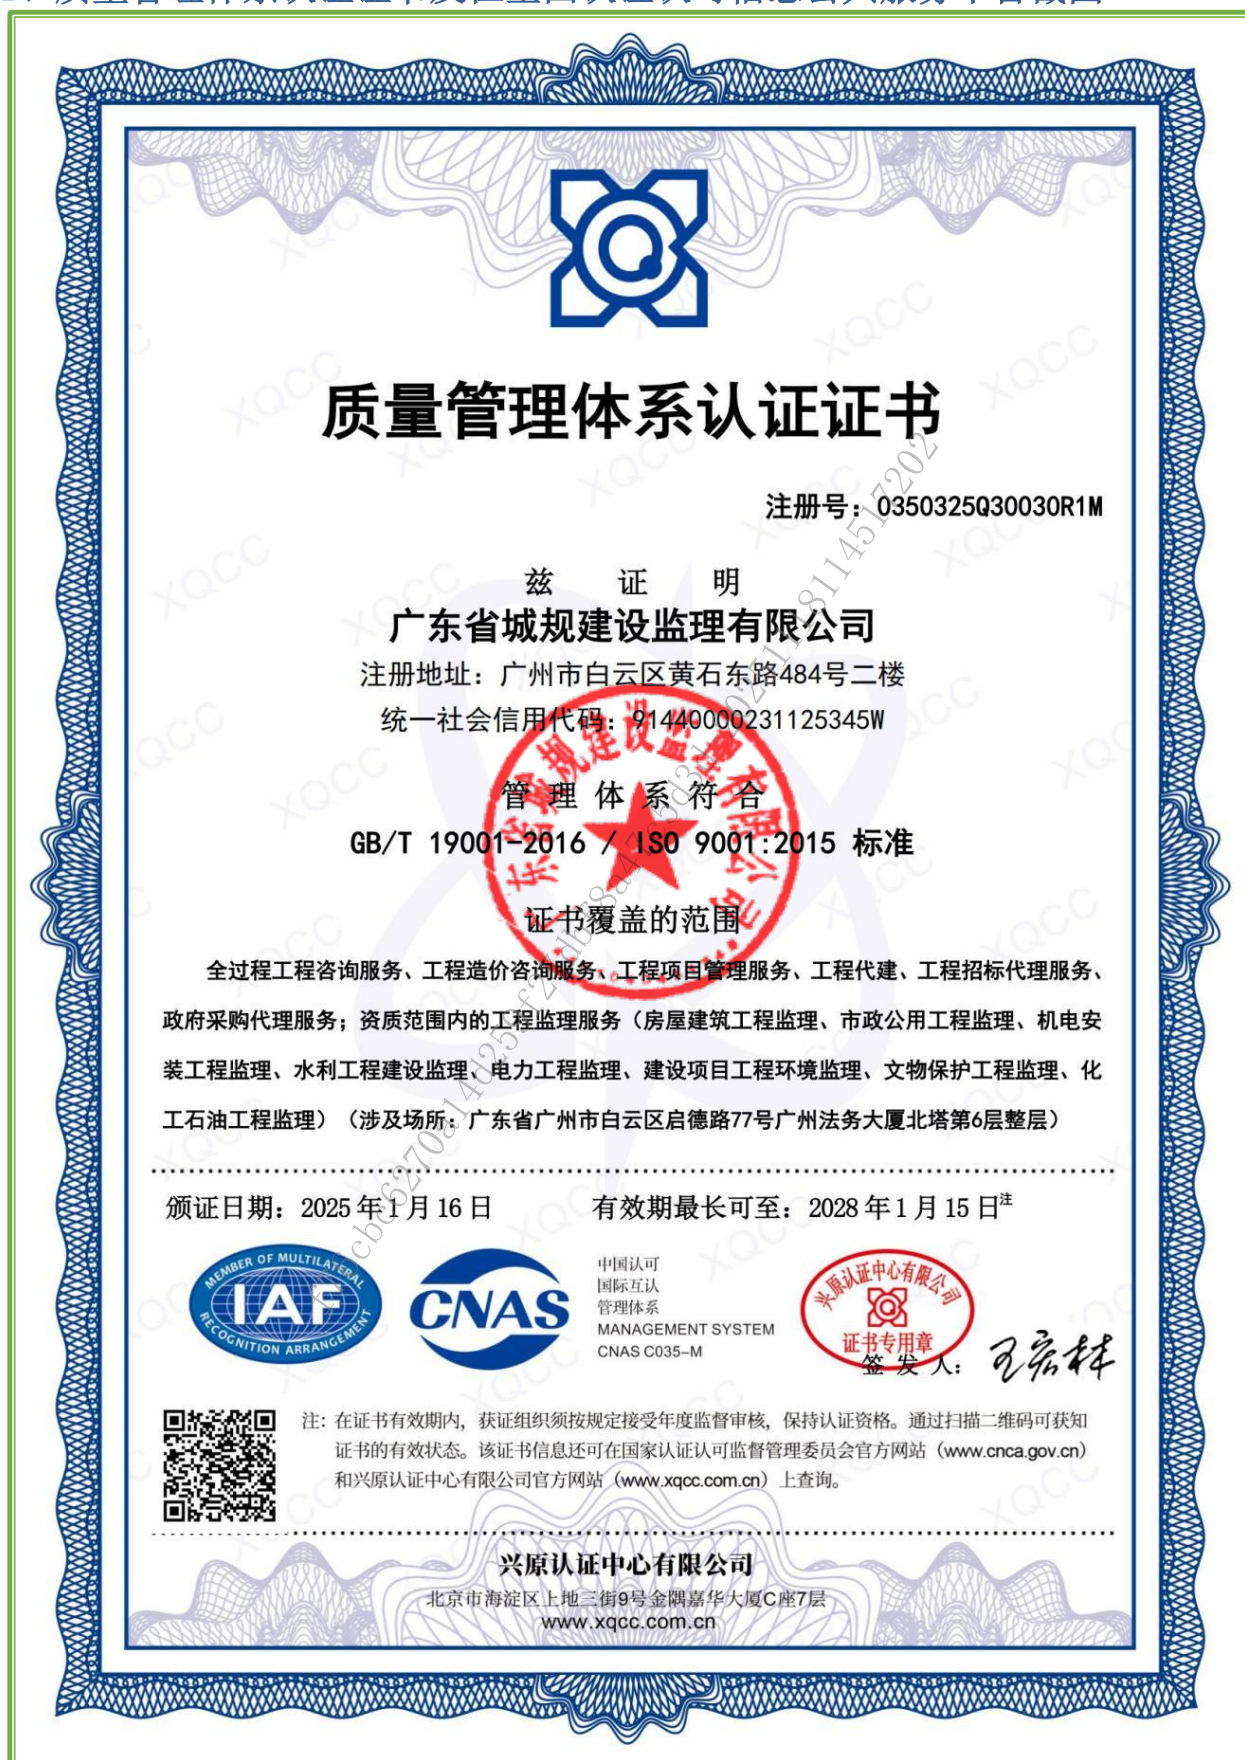 质量管理体系认证证书
注册号：0350325Q30030R1M
兹 证 明
广东省城规建设监理有限公司
注册地址：广州市白云区黄石东路484号二楼
统一社会信用代码：91440000231125345W
管 理 体 系 符 合
GB/T 19001-2016 / ISO 9001:2015 标准
证书覆盖的范围
全过程工程咨询服务、工程造价咨询服务、工程项目管理服务、工程代建、工程招标代理服务、
政府采购代理服务；资质范围内的工程监理服务（房屋建筑工程监理、市政公用工程监理、机电安
装工程监理、水利工程建设监理、电力工程监理、建设项目工程环境监理、文物保护工程监理、化
工石油工程监理）（涉及场所：广东省广州市白云区启德路77号广州法务大厦北塔第6层整层）
颁证日期：2025 年 1 月 16 日 有效期最长可至：2028 年 1 月 15 日注
MEMBER OF MULTILATERAL
IAF
RECOGNITION ARRANGEMENT
CNAS
中国认可
国际互认
管理体系
MANAGEMENT SYSTEM
CNAS C035-M
兴原认证中心有限公司
证书专用章
签 发 人：王宏林
注：在证书有效期内，获证组织须按规定接受年度监督审核，保持认证资格。通过扫描二维码可获知
证书的有效状态。该证书信息还可在国家认证认可监督管理委员会官方网站（www.cnca.gov.cn）
和兴原认证中心有限公司官方网站（www.xqcc.com.cn）上查询。
兴原认证中心有限公司
北京市海淀区上地三街9号金隅嘉华大厦C座7层
www.xqcc.com.cn
广东省城规建设监理有限公司